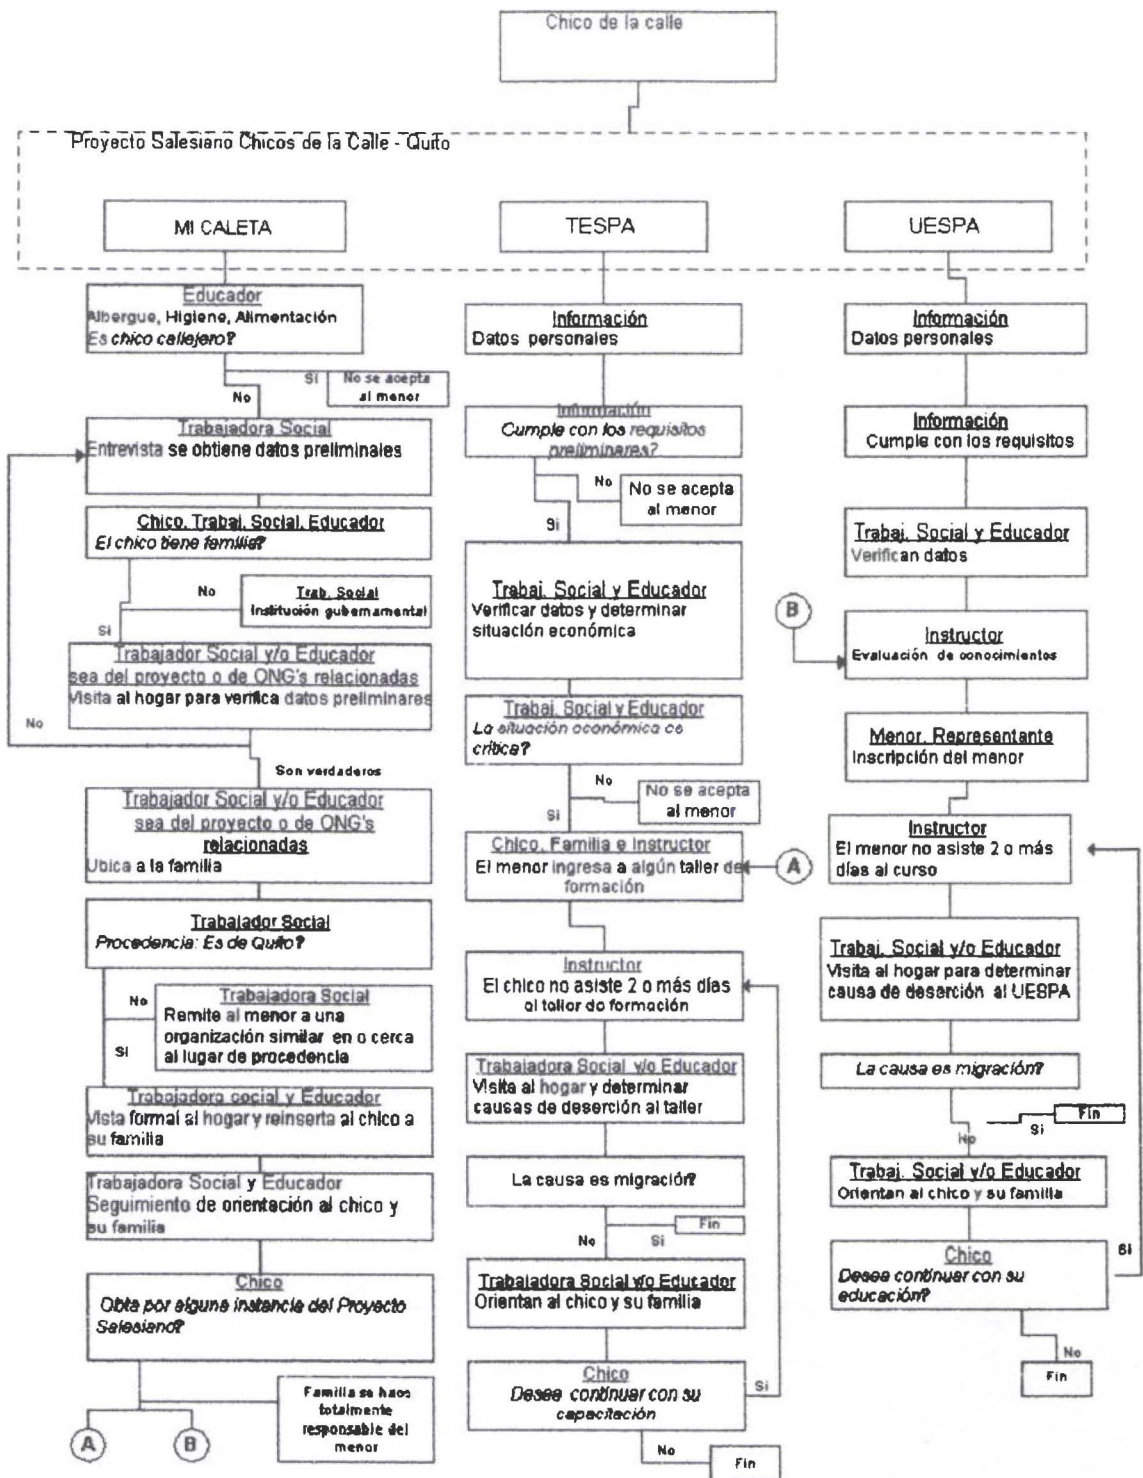 Chico de la calle
Proyecto Salesiano Chicos de la Calle - Quito
MI CALETA
TESPA
UESPA
Educador
Albergue, Higiene, Alimentación
Es chico callejero?
Si
No se acepta
al menor
No
Trabajadora Social
Entrevista se obtiene datos preliminales
Chico, Trabaj. Social, Educador
El chico tiene familia?
No
Trab. Social
Institución gubernamental
Si
Trabajador Social y/o Educador
sea del proyecto o de ONG's relacionadas
Visita al hogar para verifica datos preliminares
No
Son verdaderos
Trabajador Social y/o Educador
sea del proyecto o de ONG's
relacionadas
Ubica a la familia
Trabajador Social
Procedencia: Es de Quito?
No
Trabajadora Social
Remite al menor a una
organización similar en o cerca
al lugar de procedencia
Si
Trabajadora social y Educador
Vista formal al hogar y reinserta al chico a
su familia
Trabajadora Social y Educador
Seguimiento de orientación al chico y
su familia
Chico
Obta por alguna instancia del Proyecto
Salesiano?
Familia se hace
totalmente
responsable del
menor
A
B
Información
Datos personales
Información
Cumple con los requisitos
preliminares?
No
No se acepta
al menor
Si
Trabaj. Social y Educador
Verificar datos y determinar
situación económica
Trabaj. Social y Educador
La situación económica es
crítica?
No
No se acepta
al menor
Si
Chico, Familia e Instructor
El menor ingresa a algún taller de
formación
A
Instructor
El chico no asiste 2 o más días
al taller de formación
Trabajadora Social y/o Educador
Visita al hogar y determinar
causas de deserción al taller
La causa es migración?
Fin
No
Si
Trabajadora Social y/o Educador
Orientan al chico y su familia
Chico
Desea continuar con su
capacitación
Si
No
Fin
Información
Datos personales
Información
Cumple con los requisitos
Trabaj. Social y Educador
Verifican datos
B
Instructor
Evaluación de conocimientos
Menor, Representante
Inscripción del menor
Instructor
El menor no asiste 2 o más
días al curso
Trabaj. Social y/o Educador
Visita al hogar para determinar
causa de deserción al UESPA
La causa es migración?
Fin
Si
No
Trabaj. Social y/o Educador
Orientan al chico y su familia
Chico
Desea continuar con su
educación?
Si
No
Fin